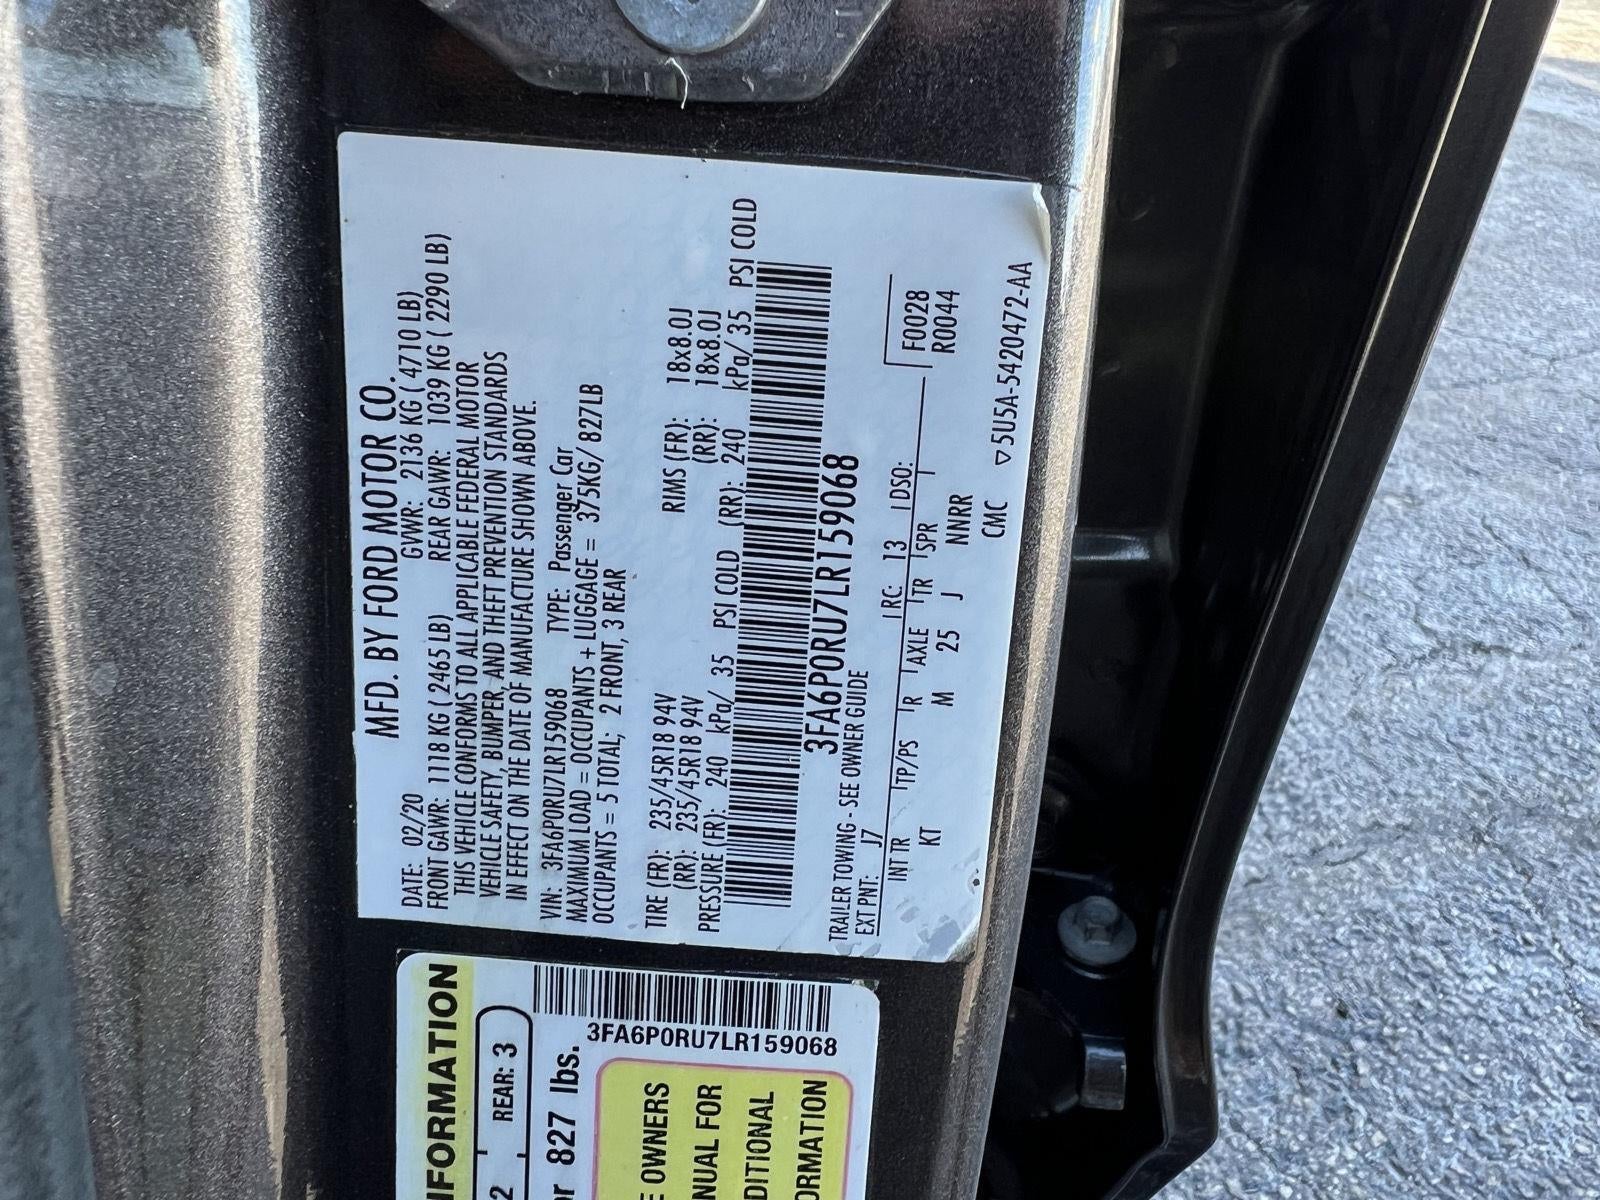 MFD. BY FORD MOTOR CO.
DATE: 02/20 GVWR: 2136 KG ( 4710 LB)
FRONT GAWR: 1118 KG ( 2465 LB) REAR GAWR: 1039 KG ( 2290 LB)
THIS VEHICLE CONFORMS TO ALL APPLICABLE FEDERAL MOTOR
VEHICLE SAFETY, BUMPER, AND THEFT PREVENTION STANDARDS
IN EFFECT ON THE DATE OF MANUFACTURE SHOWN ABOVE.
VIN: 3FA6P0RU7LR159068 TYPE: Passenger Car
MAXIMUM LOAD = OCCUPANTS + LUGGAGE = 375KG/ 827LB
OCCUPANTS = 5 TOTAL; 2 FRONT, 3 REAR
TIRE (FR): 235/45R18 94V RIMS (FR): 18x8.0J
(RR): 235/45R18 94V (RR): 18x8.0J
PRESSURE (FR): 240 kPa/ 35 PSI COLD (RR): 240 kPa/ 35 PSI COLD
3FA6P0RU7LR159068
TRAILER TOWING - SEE OWNER GUIDE
EXT PNT: J7 RC: 13 DSO:
INT TR TP/PS R AXLE TR SPR
KT M 25 J NNRR
F0028
R0044
CMC
▽ 5U5A-5420472-AA
REAR: 3
827 lbs.
3FA6P0RU7LR159068
OWNERS
FOR